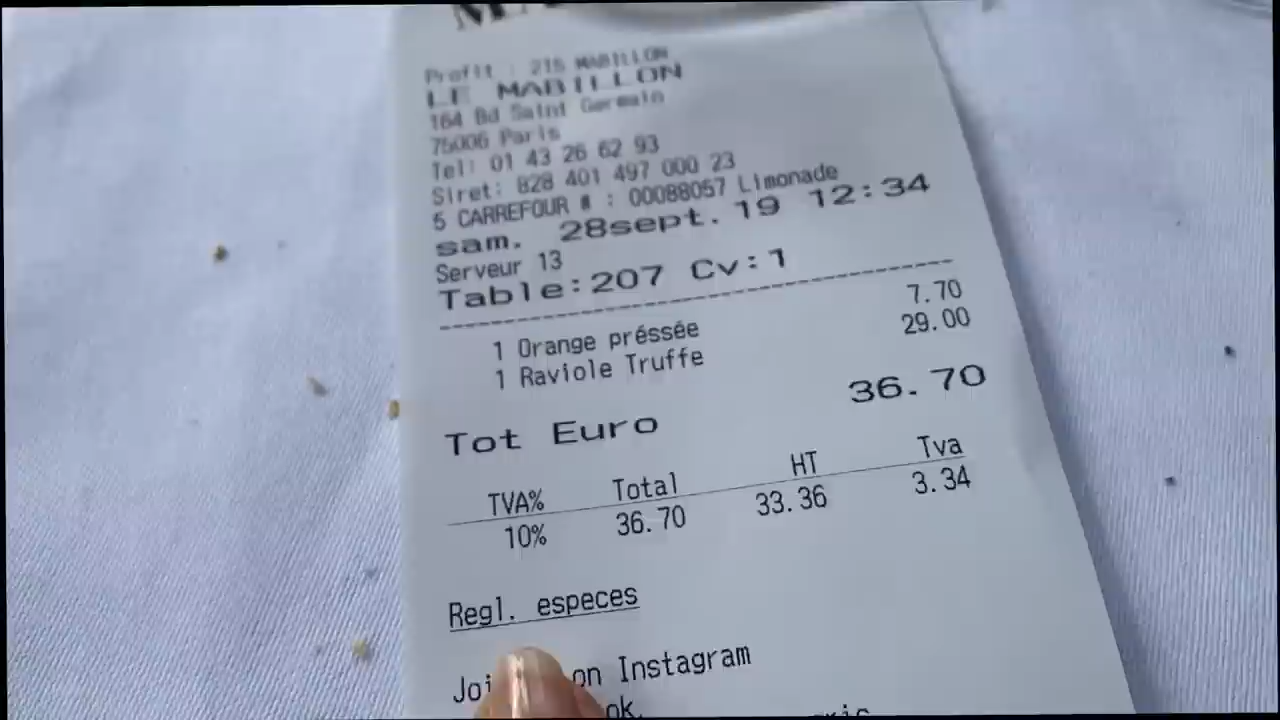 Profit : 215 MABILLON
LE MABILLON
164 Bd Saint Germain
75006 Paris
Tel: 01 43 26 62 93
Siret: 828 401 497 000 23
5 CARREFOUR # : 00088057 Limonade
sam. 28sept. 19 12:34
Serveur 13
Table:207 Cv:1
1 Orange préssée 7.70
1 Raviole Truffe 29.00
Tot Euro 36.70
TVA% Total HT Tva
10% 36.70 33.36 3.34
Regl. especes
on Instagram